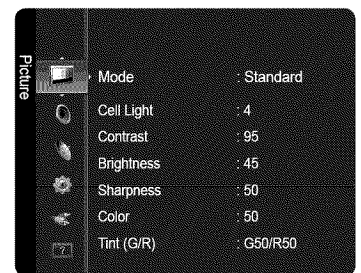 Picture
Mode : Standard
Cell Light : 4
Contrast : 95
Brightness : 45
Sharpness : 50
Color : 50
Tint (G/R) : G50/R50
?